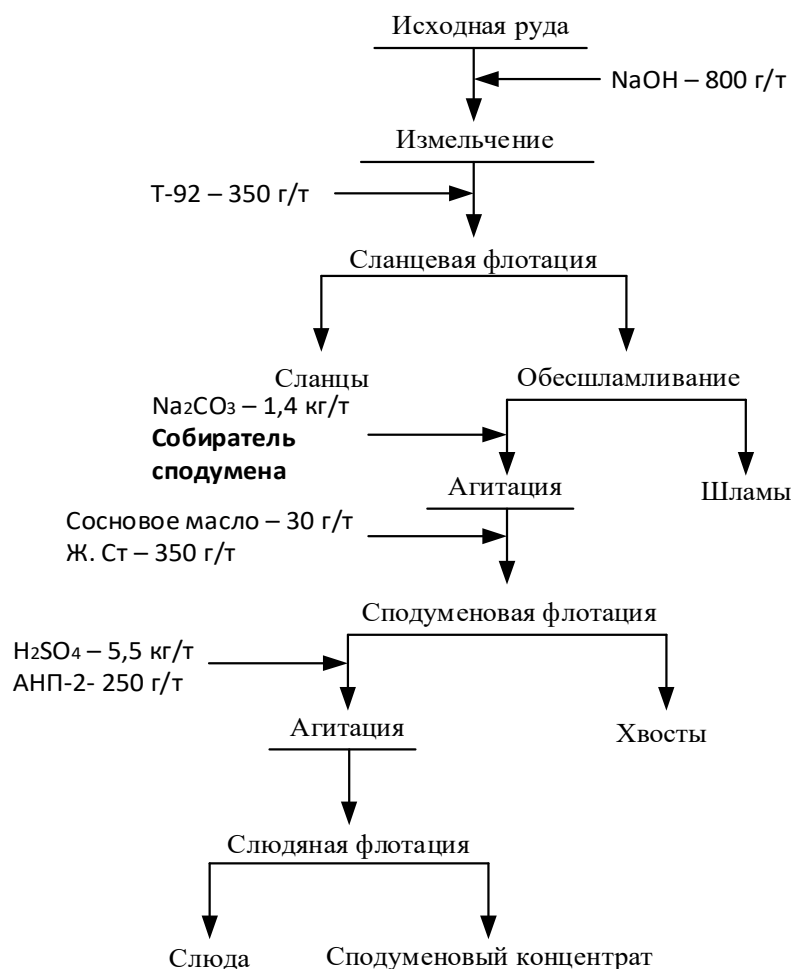 Исходная руда
NaOH – 800 г/т
Измельчение
Т-92 – 350 г/т
Сланцевая флотация
Сланцы
Обесшламливание
Na2CO3 – 1,4 кг/т
Собиратель
сподумена
Агитация
Шламы
Сосновое масло – 30 г/т
Ж. Ст – 350 г/т
Сподуменовая флотация
H2SO4 – 5,5 кг/т
АНП-2- 250 г/т
Агитация
Хвосты
Слюдяная флотация
Слюда
Сподуменовый концентрат